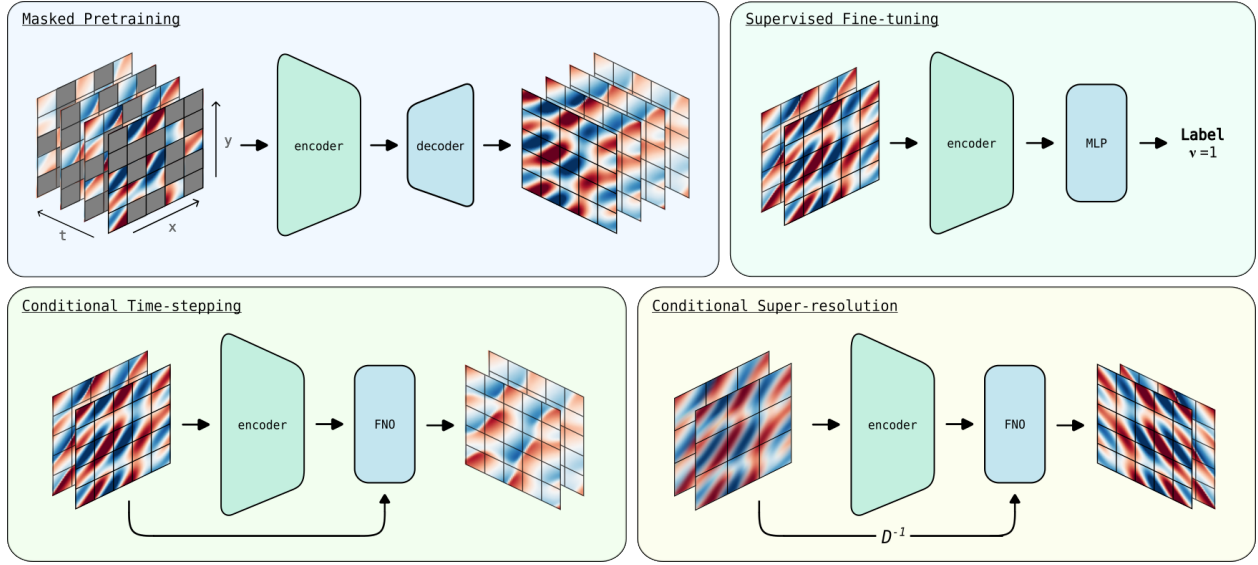 Masked Pretraining
encoder
decoder
y
x
t
Supervised Fine-tuning
encoder
MLP
Label
ν=1
Conditional Time-stepping
encoder
FNO
Conditional Super-resolution
encoder
FNO
D⁻¹